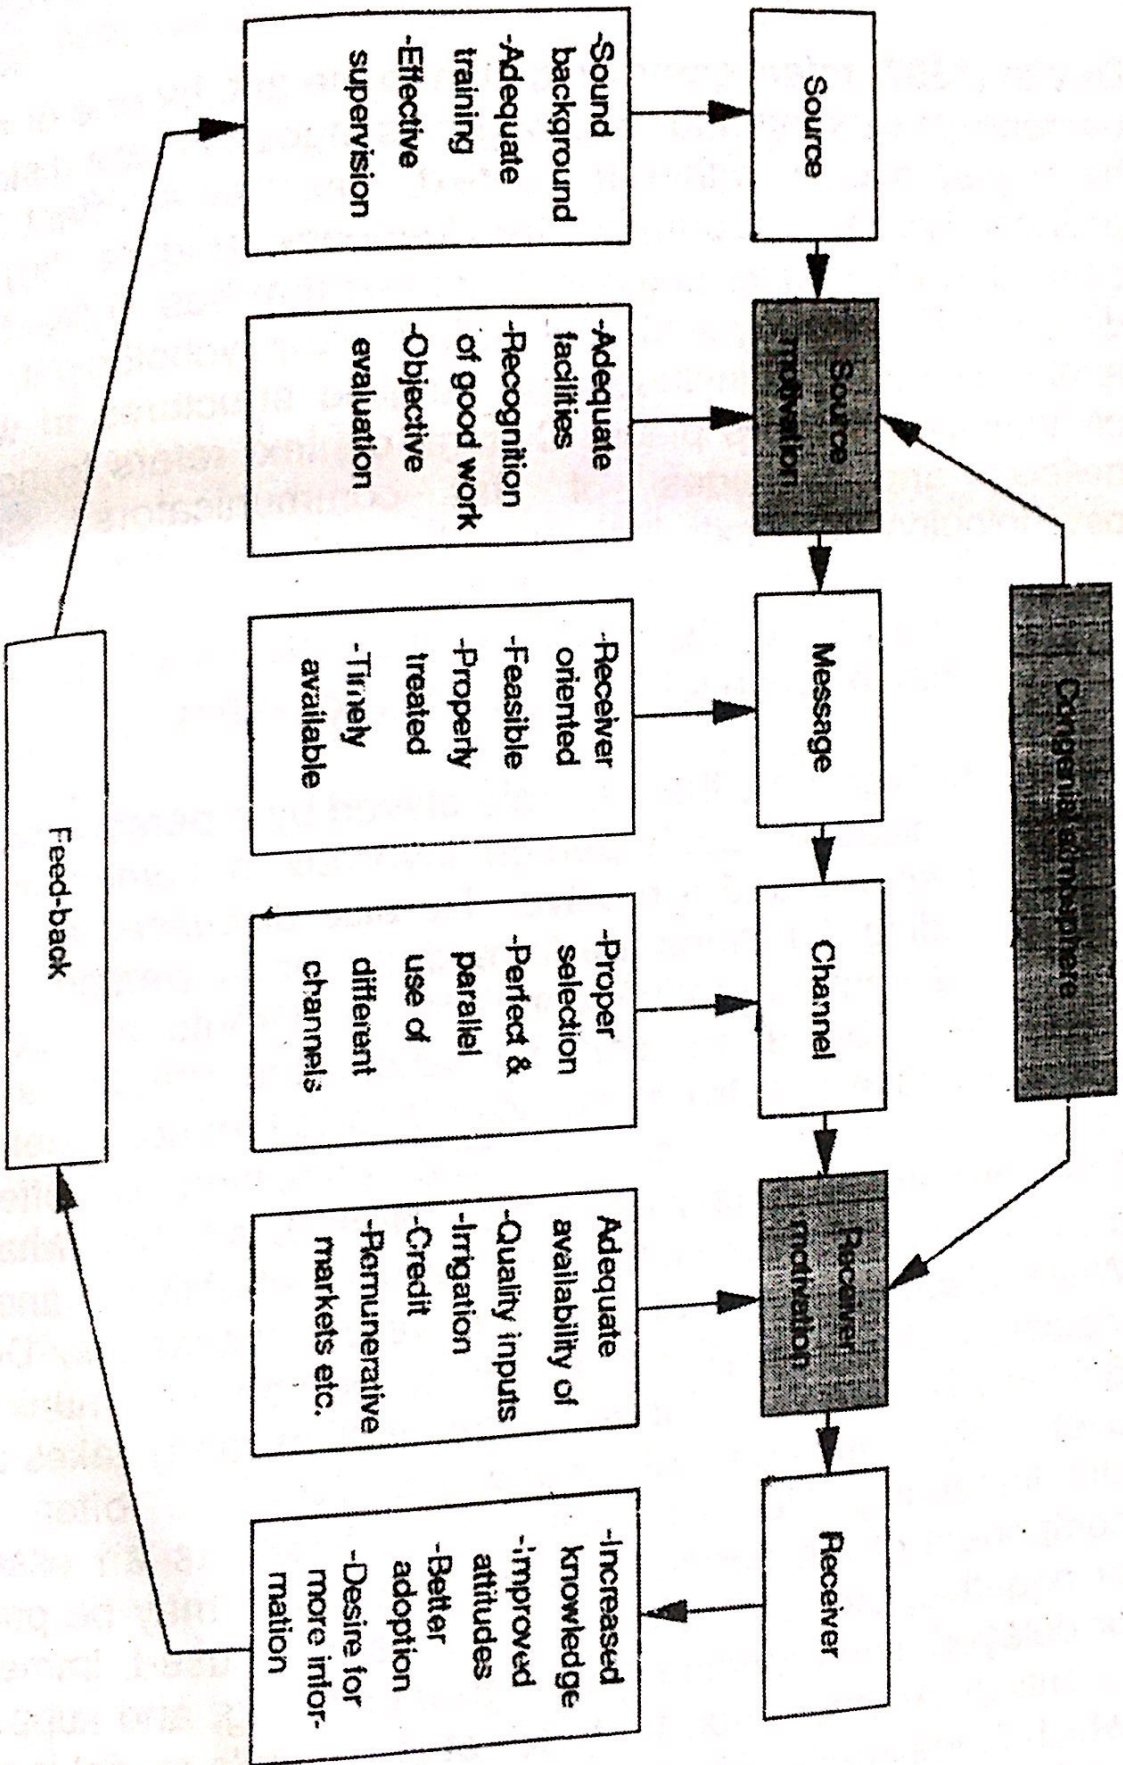 Congenial atmosphere
Source
Source
motivation
Message
Channel
Receiver
motivation
Receiver
-Sound
background
-Adequate
training
-Effective
supervision
-Adequate
facilities
-Recognition
of good work
-Objective
evaluation
-Receiver
oriented
-Feasible
-Properly
treated
-Timely
available
-Proper
selection
-Perfect &
parallel
use of
different
channels
Adequate
availability of
-Quality inputs
-Irrigation
-Credit
-Remunerative
markets etc.
-Increased
knowledge
-improved
attitudes
-Better
adoption
-Desire for
more infor-
mation
Feed-back